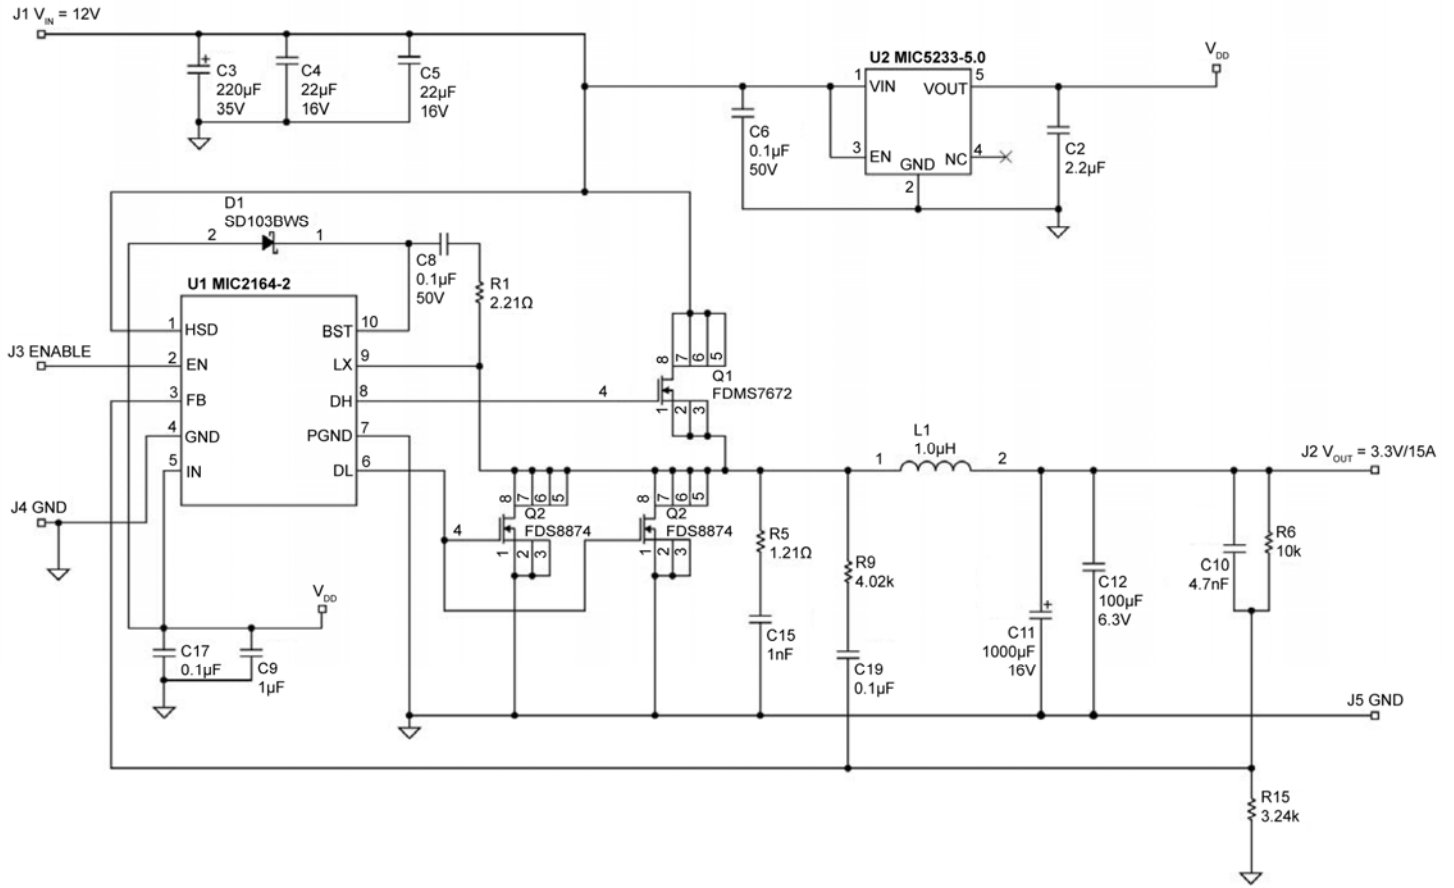 J1 VIN = 12V
C3
220µF
35V
C4
22µF
16V
C5
22µF
16V
U2 MIC5233-5.0
1
VIN
VOUT
5
3
EN
GND
NC
4
2
C6
0.1µF
50V
VDD
C2
2.2µF
D1
SD103BWS
2
1
C8
0.1µF
50V
R1
2.21Ω
U1 MIC2164-2
1
HSD
BST
10
J3 ENABLE
2
EN
LX
9
3
FB
DH
8
4
GND
PGND
7
5
IN
DL
6
J4 GND
4
8
7
6
5
Q1
FDMS7672
1
2
3
8
7
6
5
Q2
FDS8874
4
1
2
3
8
7
6
5
Q2
FDS8874
1
2
3
L1
1.0µH
1
2
J2 VOUT = 3.3V/15A
R5
1.21Ω
C15
1nF
R9
4.02k
C19
0.1µF
C11
1000µF
16V
C12
100µF
6.3V
C10
4.7nF
R6
10k
VDD
C17
0.1µF
C9
1µF
J5 GND
R15
3.24k